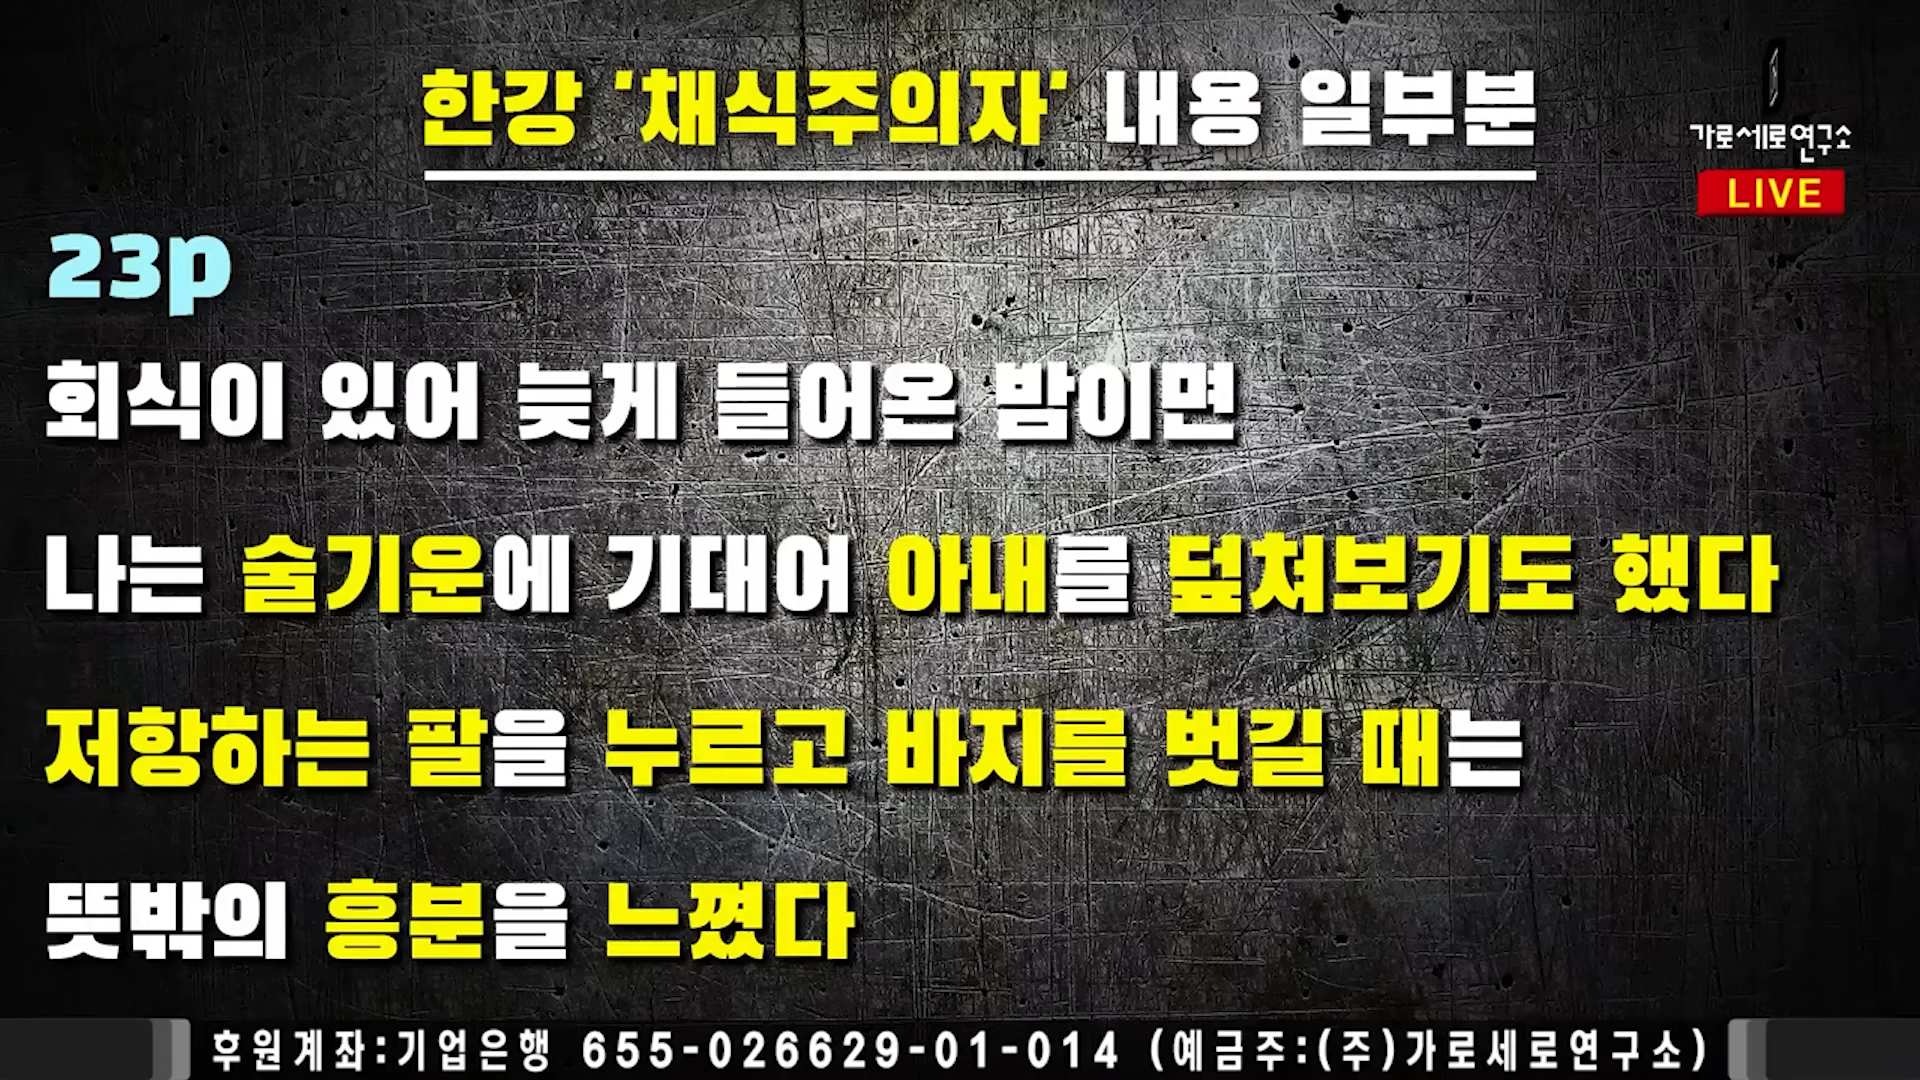 한강 '채식주의자' 내용 일부분
가로세로연구소
LIVE
23p
회식이 있어 늦게 들어온 밤이면
나는 술기운에 기대어 아내를 덮쳐보기도 했다
저항하는 팔을 누르고 바지를 벗길 때는
뜻밖의 흥분을 느꼈다
후원계좌:기업은행 655-026629-01-014 (예금주:(주)가로세로연구소)